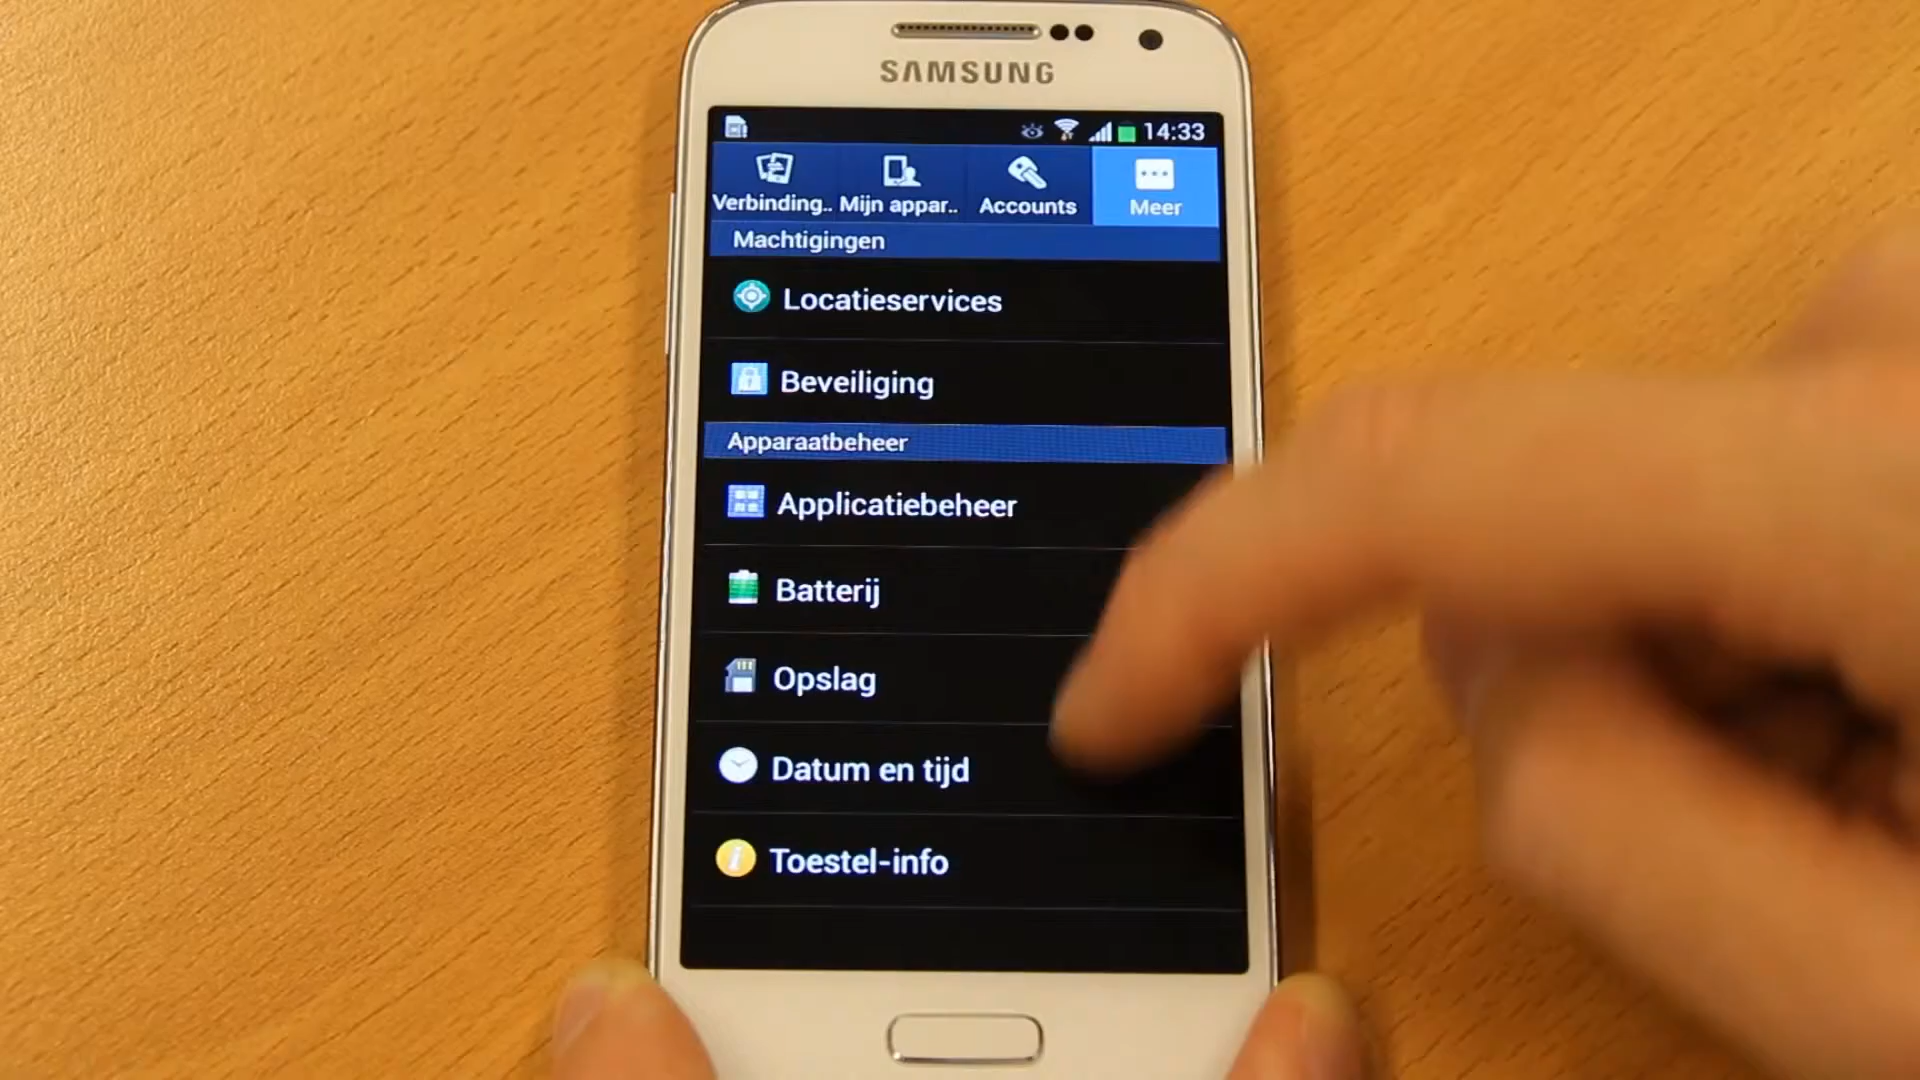 SAMSUNG
14:33
Verbinding.. Mijn appar.. Accounts Meer
Machtigingen
Locatieservices
Beveiliging
Apparaatbeheer
Applicatiebeheer
Batterij
Opslag
Datum en tijd
Toestel-info